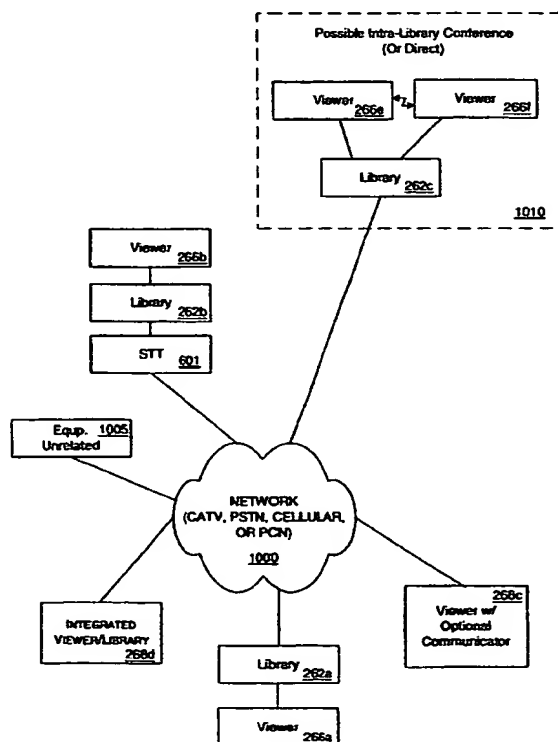 Possible Intra-Library Conference
(Or Direct)
Viewer
266e
Viewer
266f
Library
262c
1010
Viewer
266b
Library
262b
STT
601
Equp. 1005
Unrelated
NETWORK
(CATV, PSTN, CELLULAR,
OR PCN)
1000
INTEGRATED
VIEWER/LIBRARY
268d
266c
Viewer w/
Optional
Communicator
Library
262a
Viewer
266a